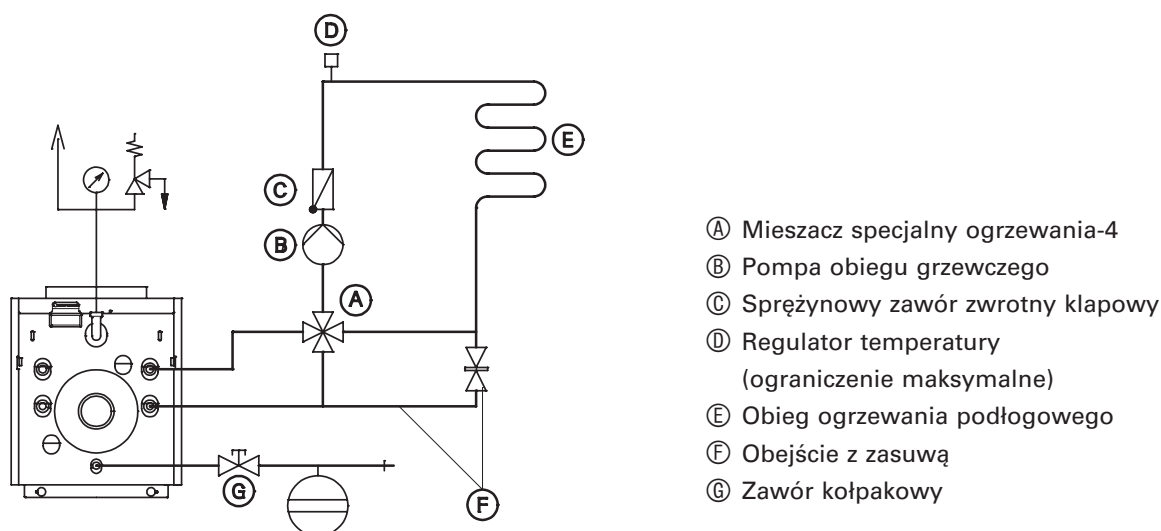 D
E
C
B
A
G
F
Ⓐ Mieszacz specjalny ogrzewania-4
Ⓑ Pompa obiegu grzewczego
Ⓒ Sprężynowy zawór zwrotny klapowy
Ⓓ Regulator temperatury
(ograniczenie maksymalne)
Ⓔ Obieg ogrzewania podłogowego
Ⓕ Obejście z zasuwą
Ⓖ Zawór kołpakowy